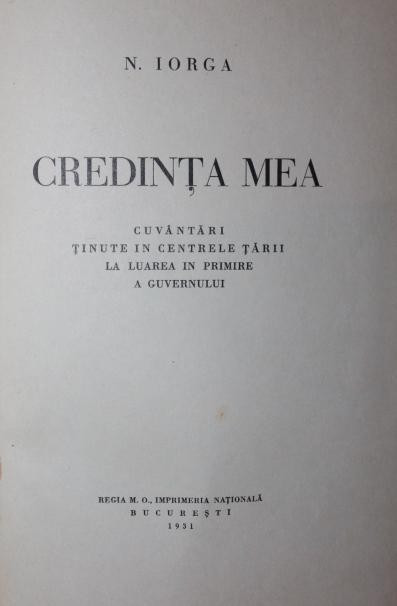 N. IORGA
CREDINȚA MEA
CUVÂNTĂRI
ȚINUTE IN CENTRELE ȚĂRII
LA LUAREA IN PRIMIRE
A GUVERNULUI
REGIA M. O., IMPRIMERIA NAȚIONALĂ
BUCUREȘTI
1931